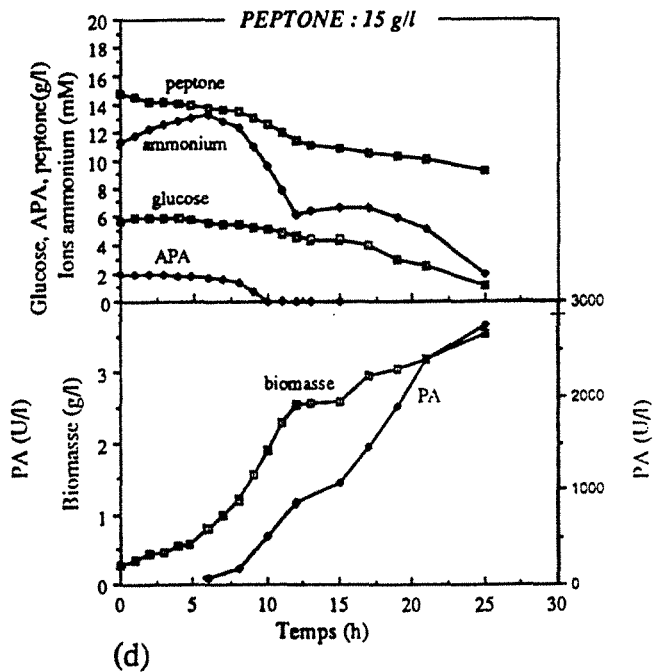 PEPTONE : 15 g/l
Glucose, APA, peptone(g/l)
Ions ammonium (mM)
20
18
16
14
12
10
8
6
4
2
0
peptone
ammonium
glucose
APA
3000
2000
1000
0
PA (U/l)
Biomasse (g/l)
3
2
1
0
biomasse
PA
PA (U/l)
0
5
10
15
20
25
30
Temps (h)
(d)